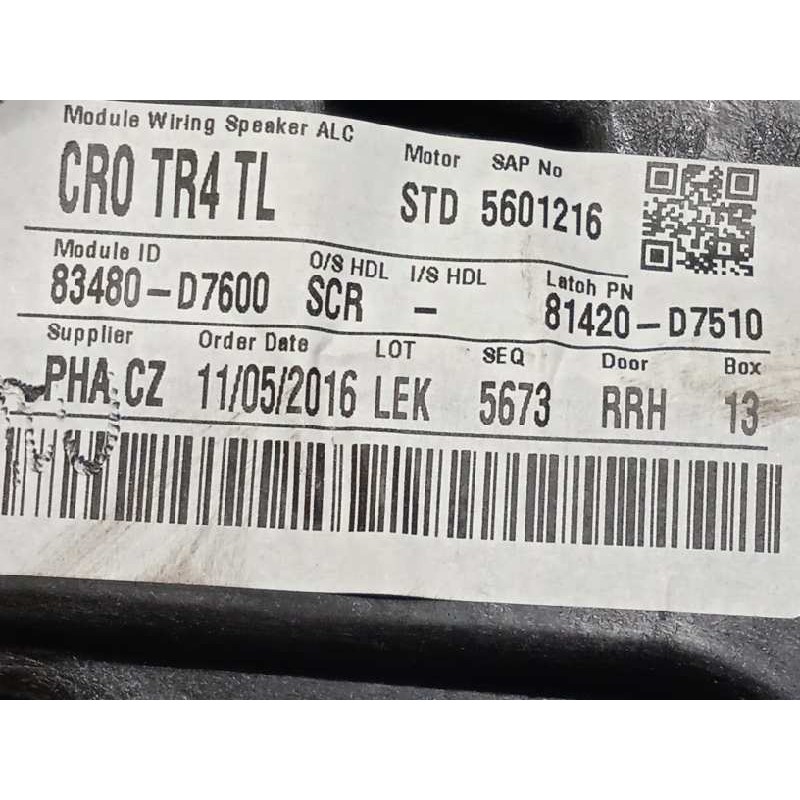 Module Wiring Speaker ALC Motor SAP No
CR0 TR4 TL STD 5601216
Module ID O/S HDL I/S HDL Latch PN
83480-D7600 SCR - 81420-D7510
Supplier Order Date LOT SEQ Door Box
PHA CZ 11/05/2016 LEK 5673 RRH 13